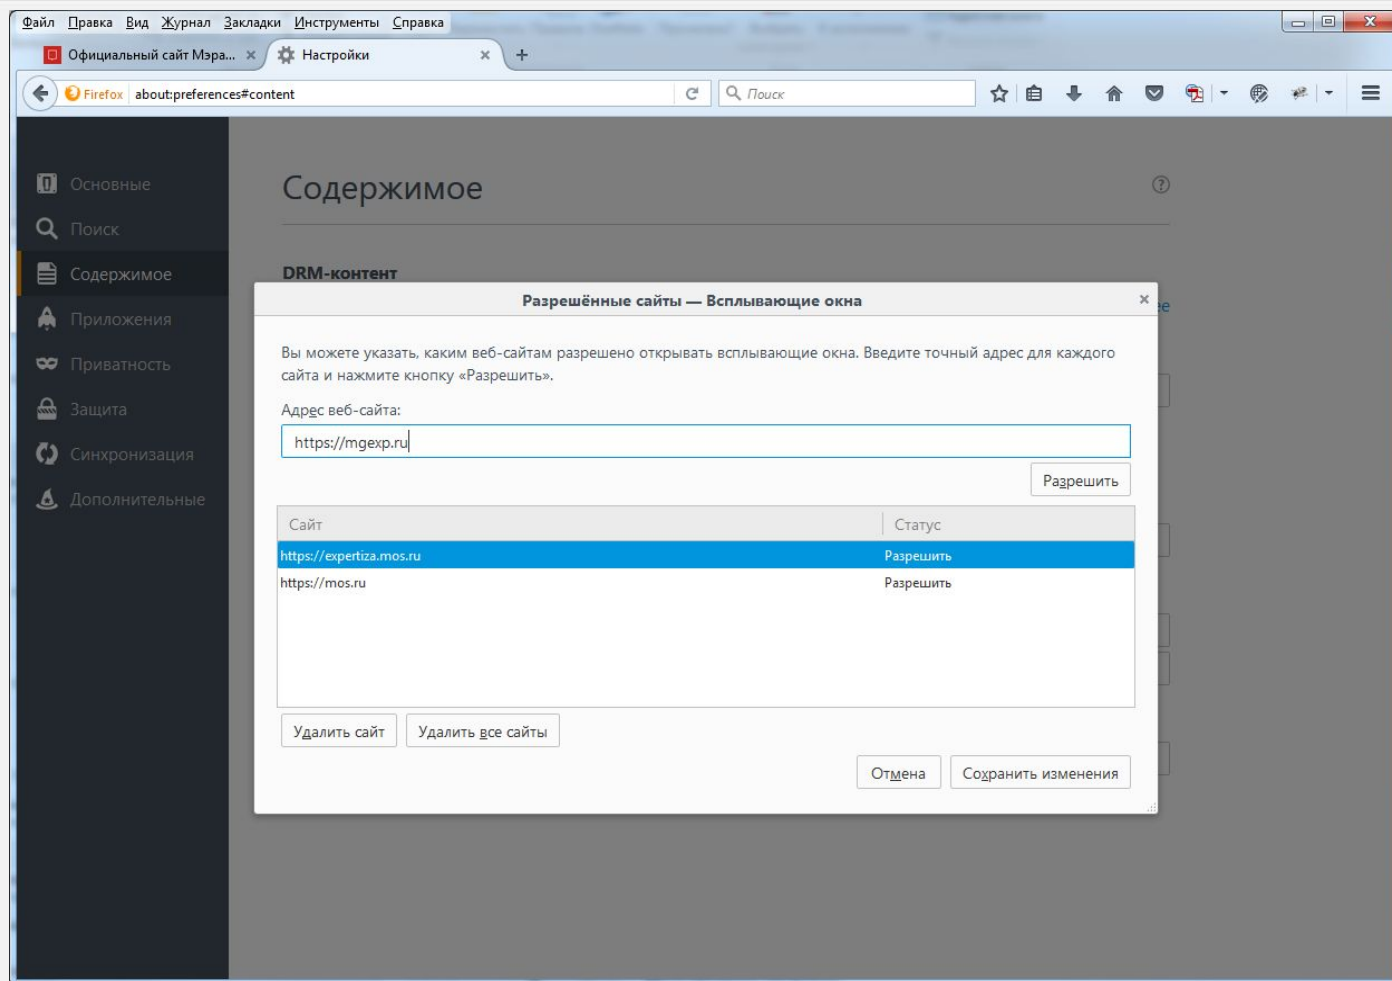 Файл Правка Вид Журнал Закладки Инструменты Справка
Официальный сайт Мэра... × Настройки × +
Firefox about:preferences#content Поиск
Основные
Поиск
Содержимое
Приложения
Приватность
Защита
Синхронизация
Дополнительные
Содержимое ?
DRM-контент
Разрешённые сайты — Всплывающие окна ×
ее
Вы можете указать, каким веб-сайтам разрешено открывать всплывающие окна. Введите точный адрес для каждого
сайта и нажмите кнопку «Разрешить».
Адрес веб-сайта:
https://mgexp.ru
Разрешить
Сайт Статус
https://expertiza.mos.ru Разрешить
https://mos.ru Разрешить
Удалить сайт Удалить все сайты
Отмена Сохранить изменения